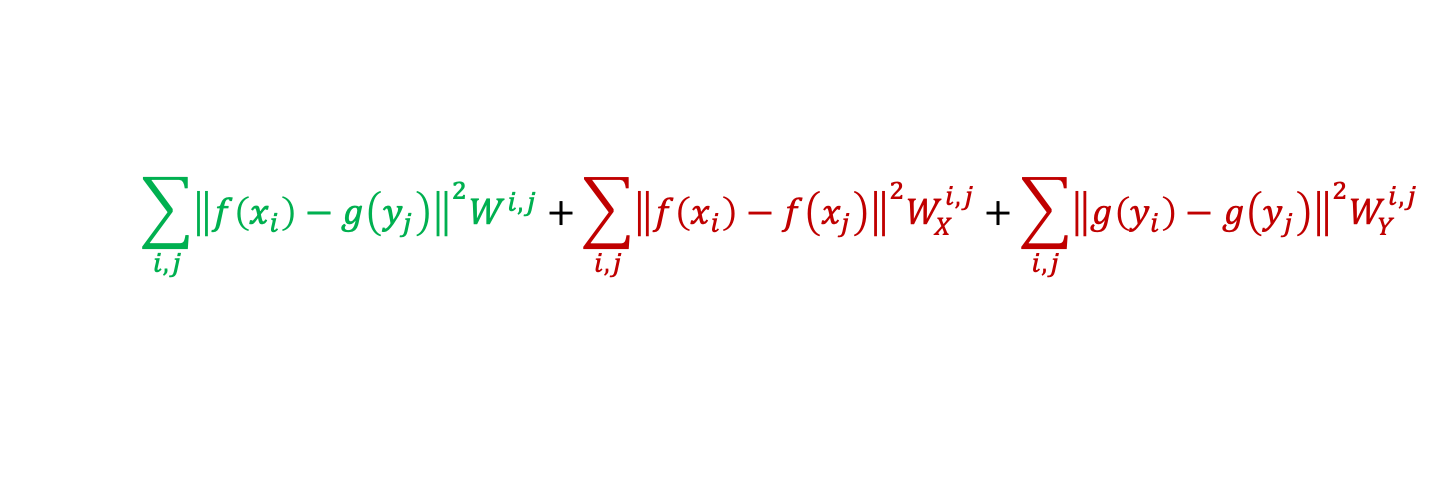 ∑_{i,j} ‖f(x_i) − g(y_j)‖² W^{i,j} + ∑_{i,j} ‖f(x_i) − f(x_j)‖² W_X^{i,j} + ∑_{i,j} ‖g(y_i) − g(y_j)‖² W_Y^{i,j}